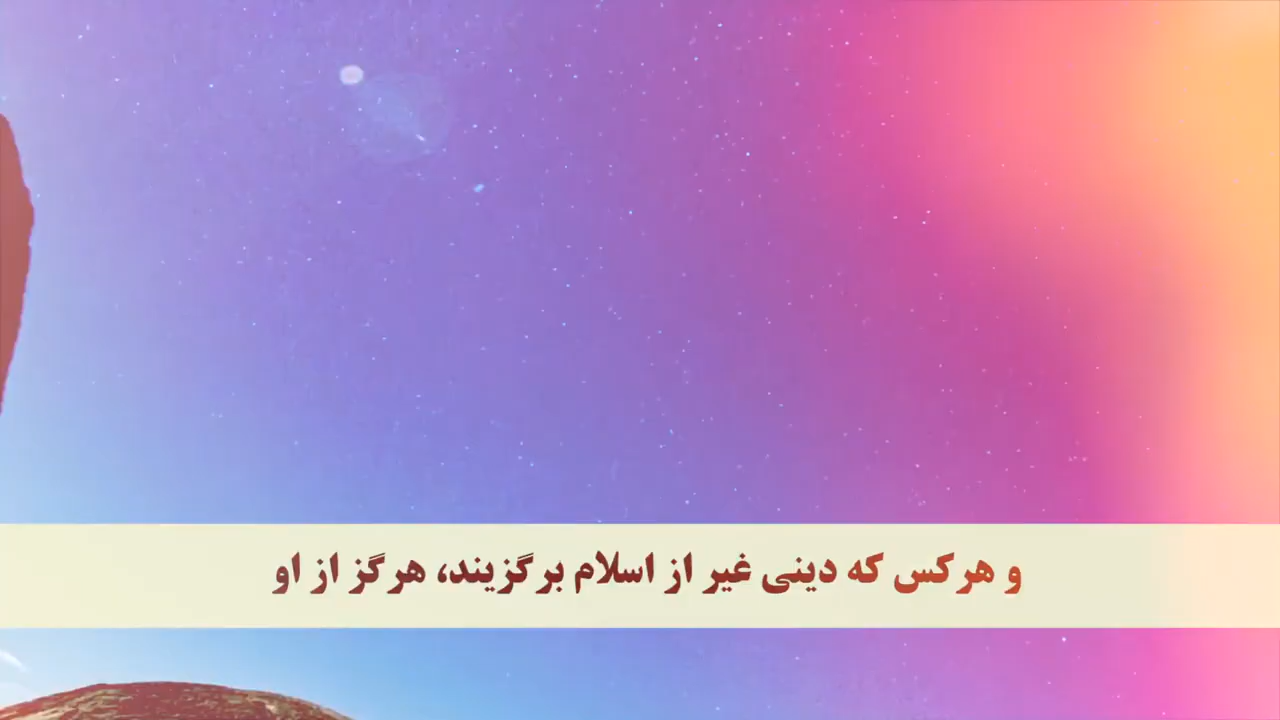 و هرکس که دینی غیر از اسلام برگزیند، هرگز از او